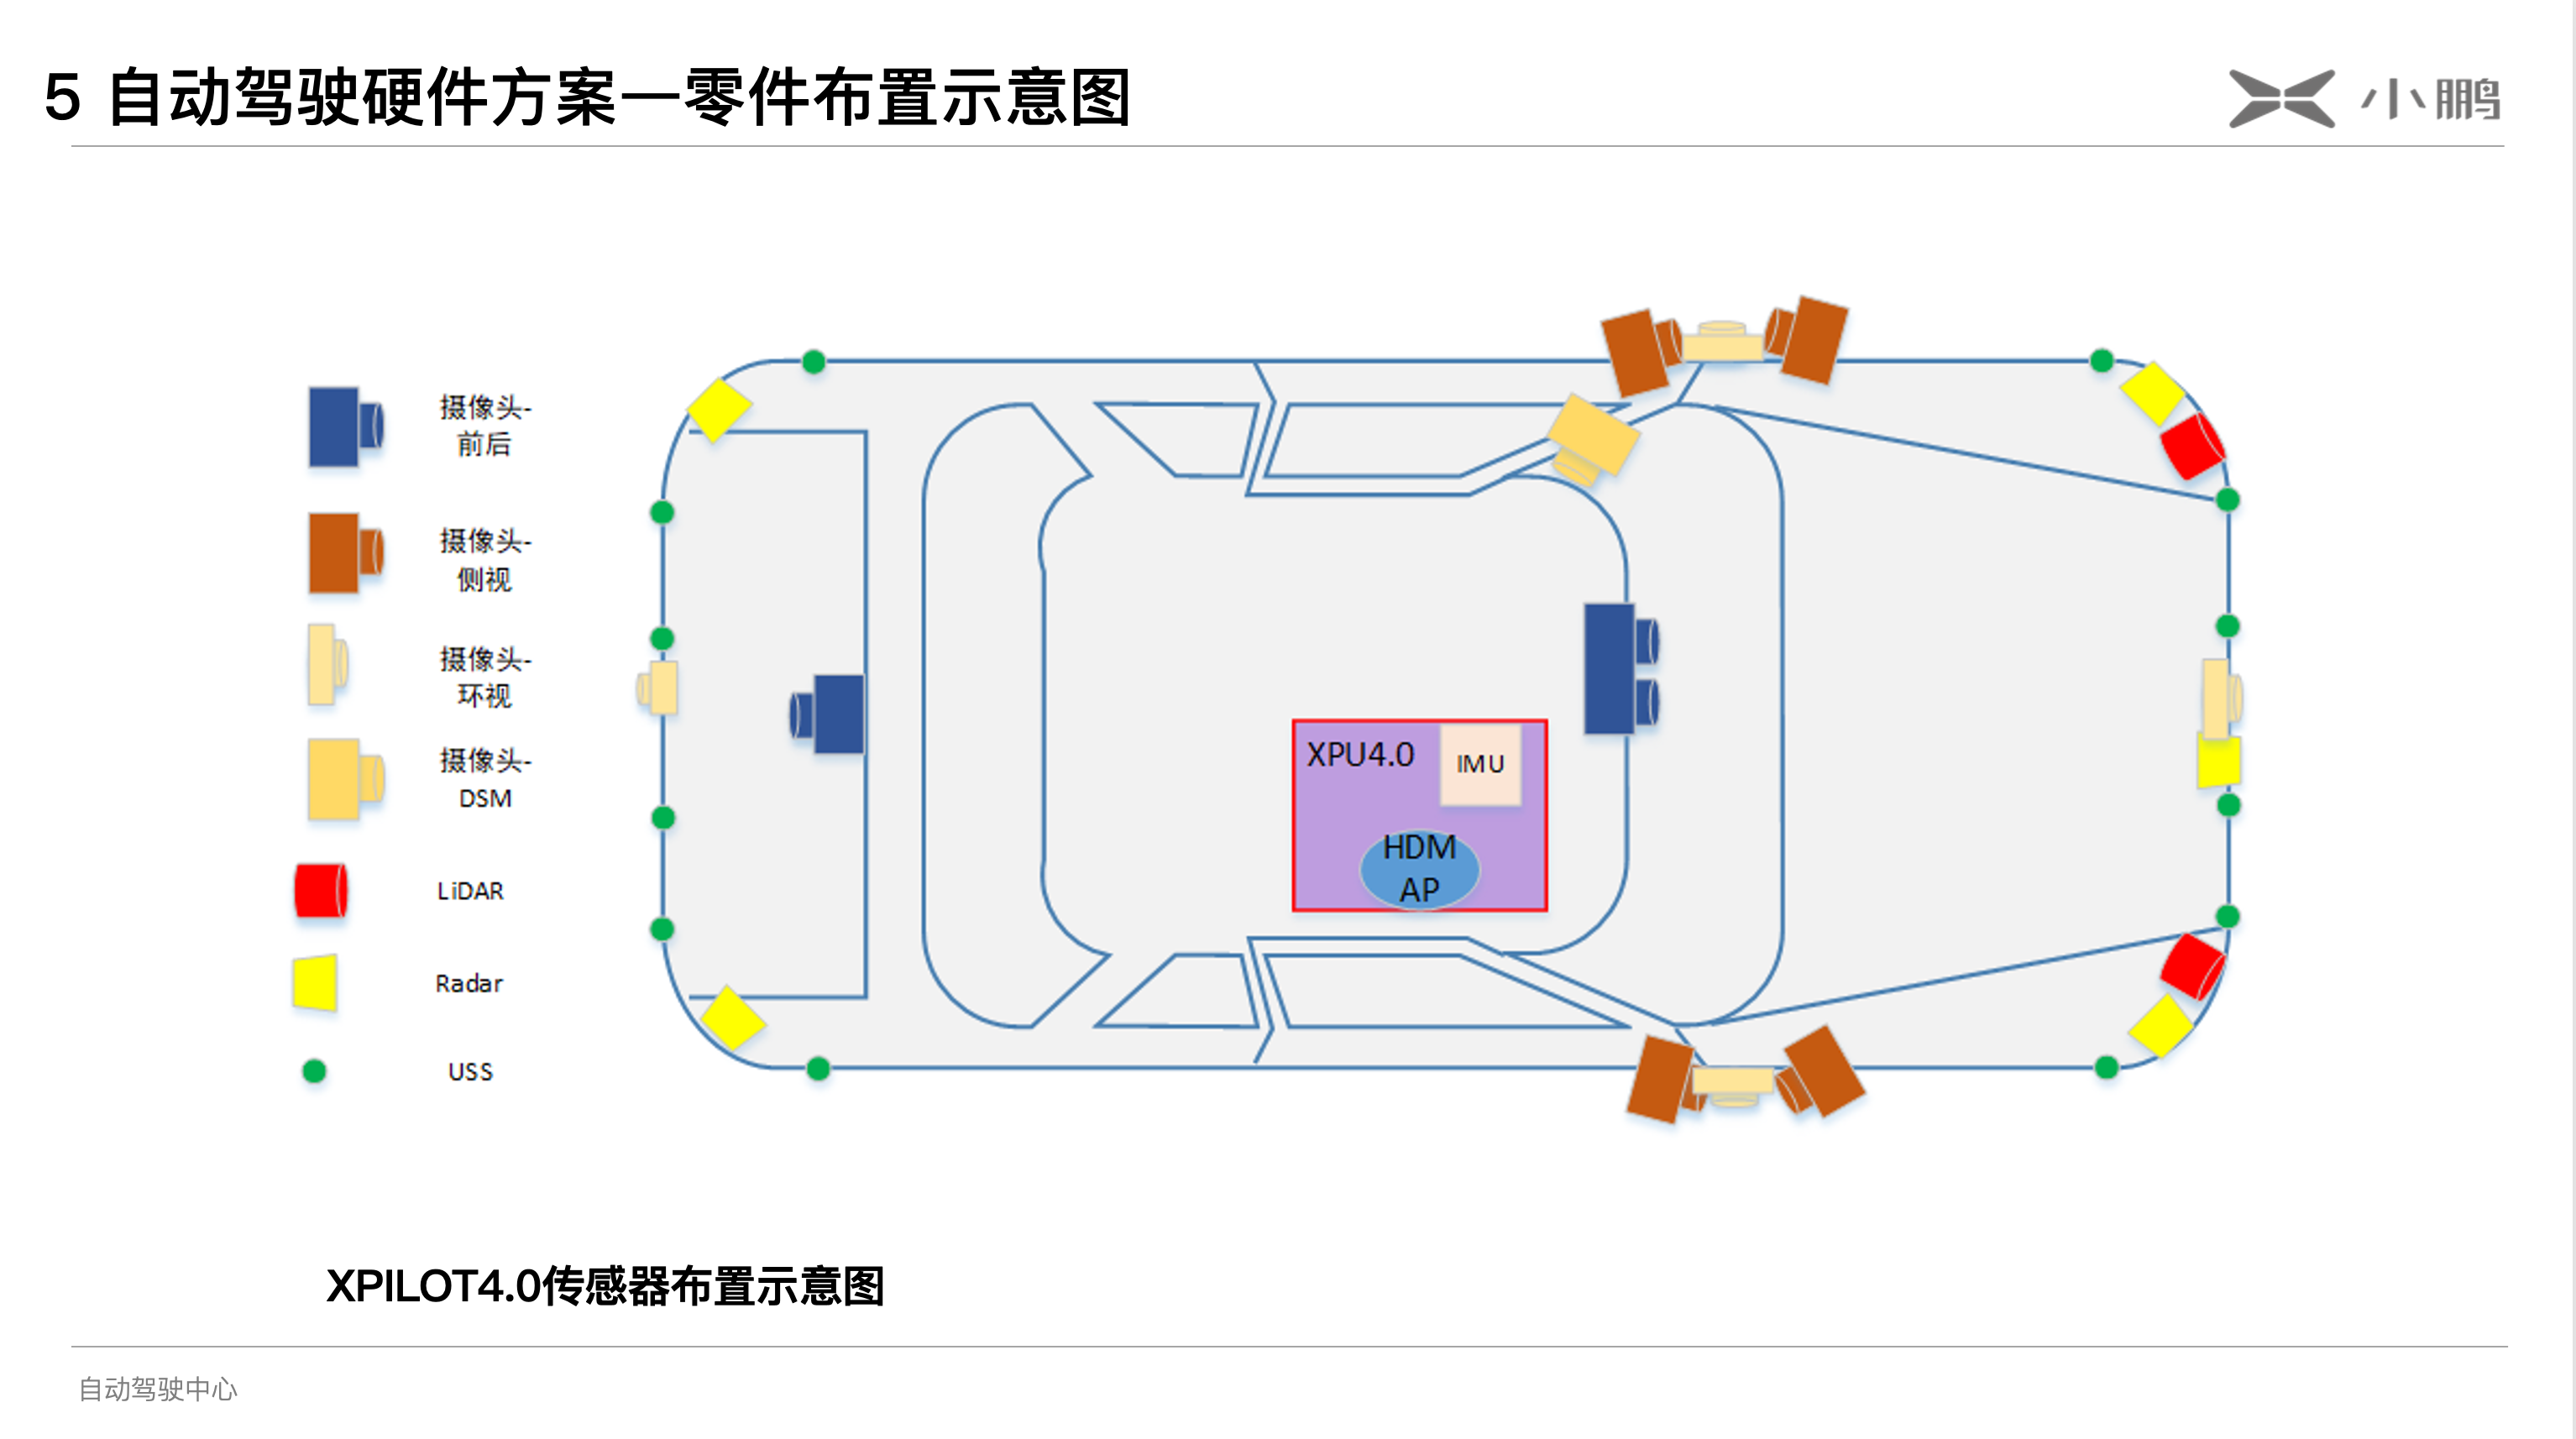 5 自动驾驶硬件方案—零件布置示意图
小鹏
摄像头-
前后
摄像头-
侧视
摄像头-
环视
摄像头-
DSM
LiDAR
Radar
USS
XPU4.0
IMU
HDM
AP
XPILOT4.0传感器布置示意图
自动驾驶中心